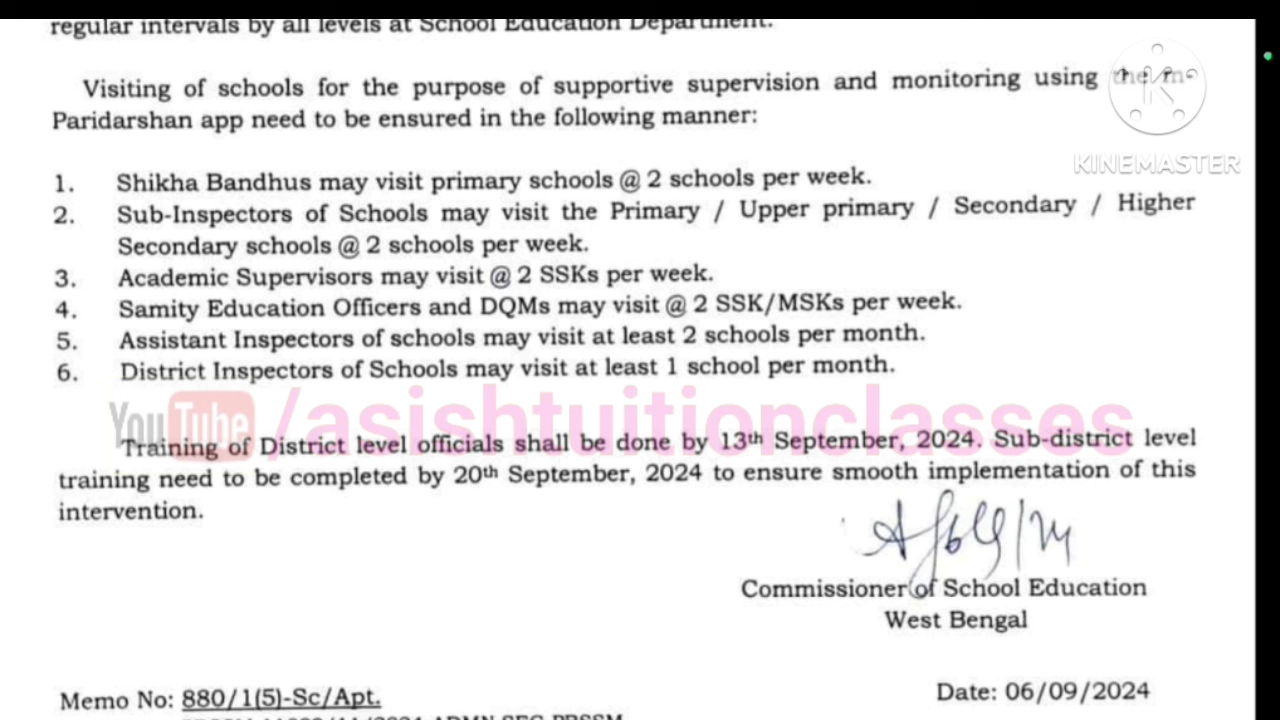 regular intervals by all levels at School Education Department.
Visiting of schools for the purpose of supportive supervision and monitoring using the m-
Paridarshan app need to be ensured in the following manner:
KINEMASTER
1. Shikha Bandhus may visit primary schools @ 2 schools per week.
2. Sub-Inspectors of Schools may visit the Primary / Upper primary / Secondary / Higher
Secondary schools @ 2 schools per week.
3. Academic Supervisors may visit @ 2 SSKs per week.
4. Samity Education Officers and DQMs may visit @ 2 SSK/MSKs per week.
5. Assistant Inspectors of schools may visit at least 2 schools per month.
6. District Inspectors of Schools may visit at least 1 school per month.
YouTube/asishtuitionclasses
Training of District level officials shall be done by 13th September, 2024. Sub-district level
training need to be completed by 20th September, 2024 to ensure smooth implementation of this
intervention.
Commissioner of School Education
West Bengal
Memo No: 880/1(5)-Sc/Apt.
Date: 06/09/2024